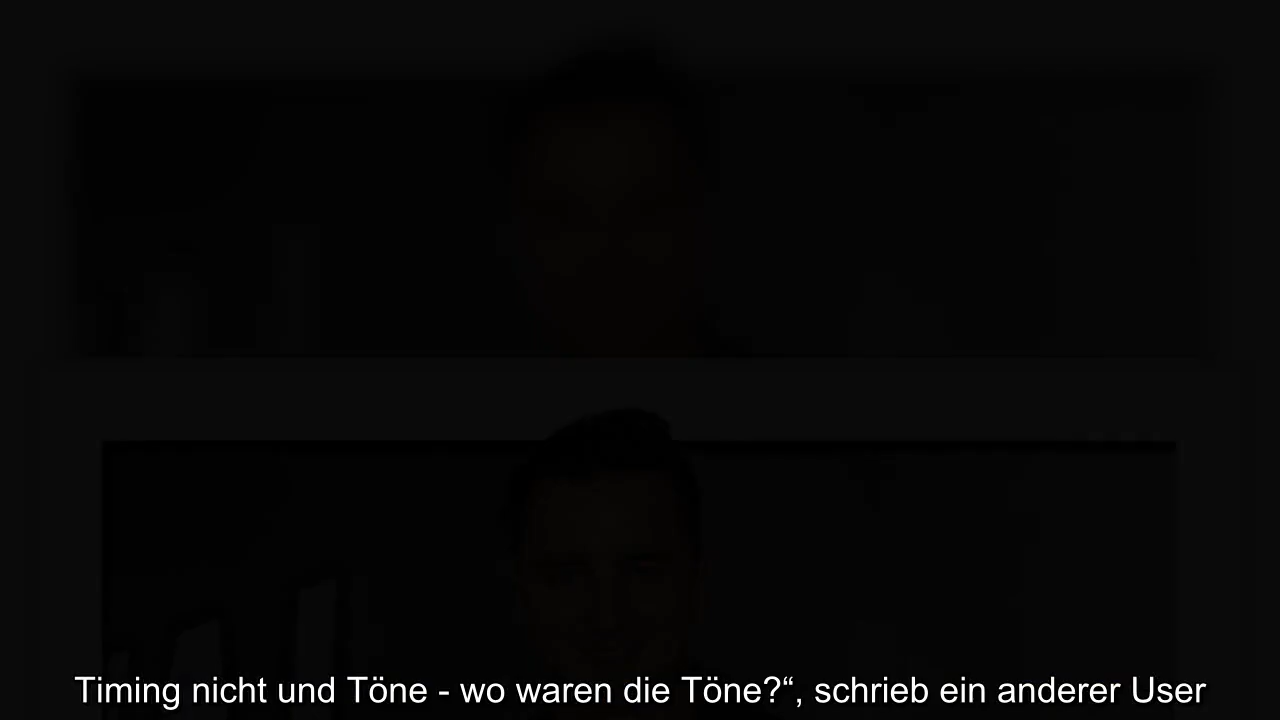 Timing nicht und Töne - wo waren die Töne?“, schrieb ein anderer User